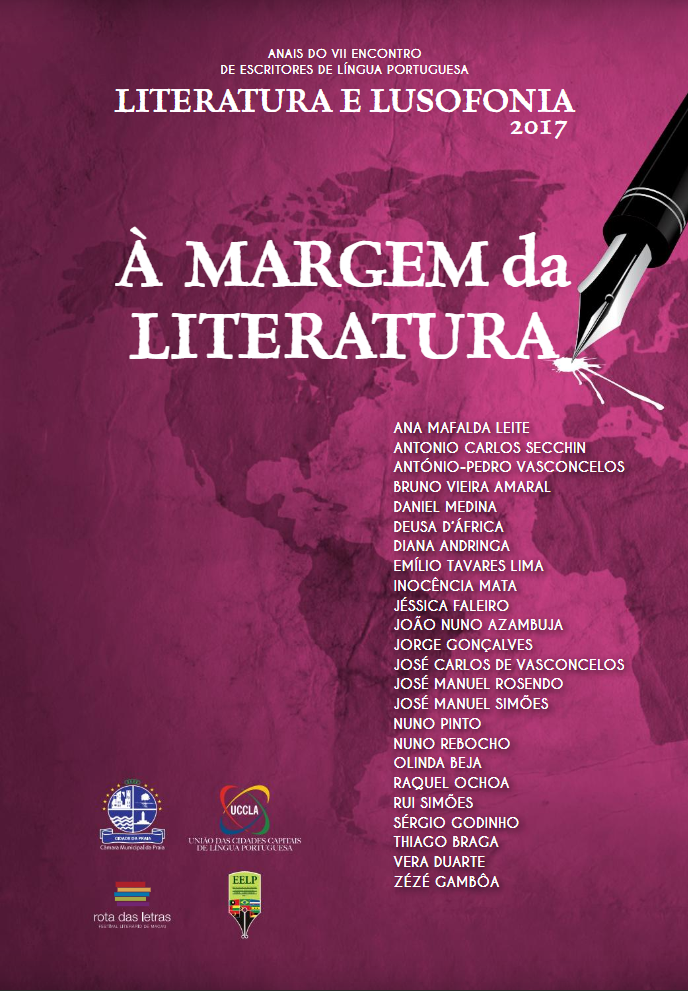 ANAIS DO VII ENCONTRO
DE ESCRITORES DE LÍNGUA PORTUGUESA
LITERATURA E LUSOFONIA
2017
À MARGEM da
LITERATURA
ANA MAFALDA LEITE
ANTONIO CARLOS SECCHIN
ANTÓNIO-PEDRO VASCONCELOS
BRUNO VIEIRA AMARAL
DANIEL MEDINA
DEUSA D'ÁFRICA
DIANA ANDRINGA
EMÍLIO TAVARES LIMA
INOCÊNCIA MATA
JÉSSICA FALEIRO
JOÃO NUNO AZAMBUJA
JORGE GONÇALVES
JOSÉ CARLOS DE VASCONCELOS
JOSÉ MANUEL ROSENDO
JOSÉ MANUEL SIMÕES
NUNO PINTO
NUNO REBOCHO
OLINDA BEJA
RAQUEL OCHOA
RUI SIMÕES
SÉRGIO GODINHO
THIAGO BRAGA
VERA DUARTE
ZÉZÉ GAMBÔA
CIDADE DA PRAIA
Câmara Municipal da Praia
UCCLA
UNIÃO DAS CIDADES CAPITAIS
DE LÍNGUA PORTUGUESA
rota das letras
FESTIVAL LITERÁRIO DE MACAU
EELP